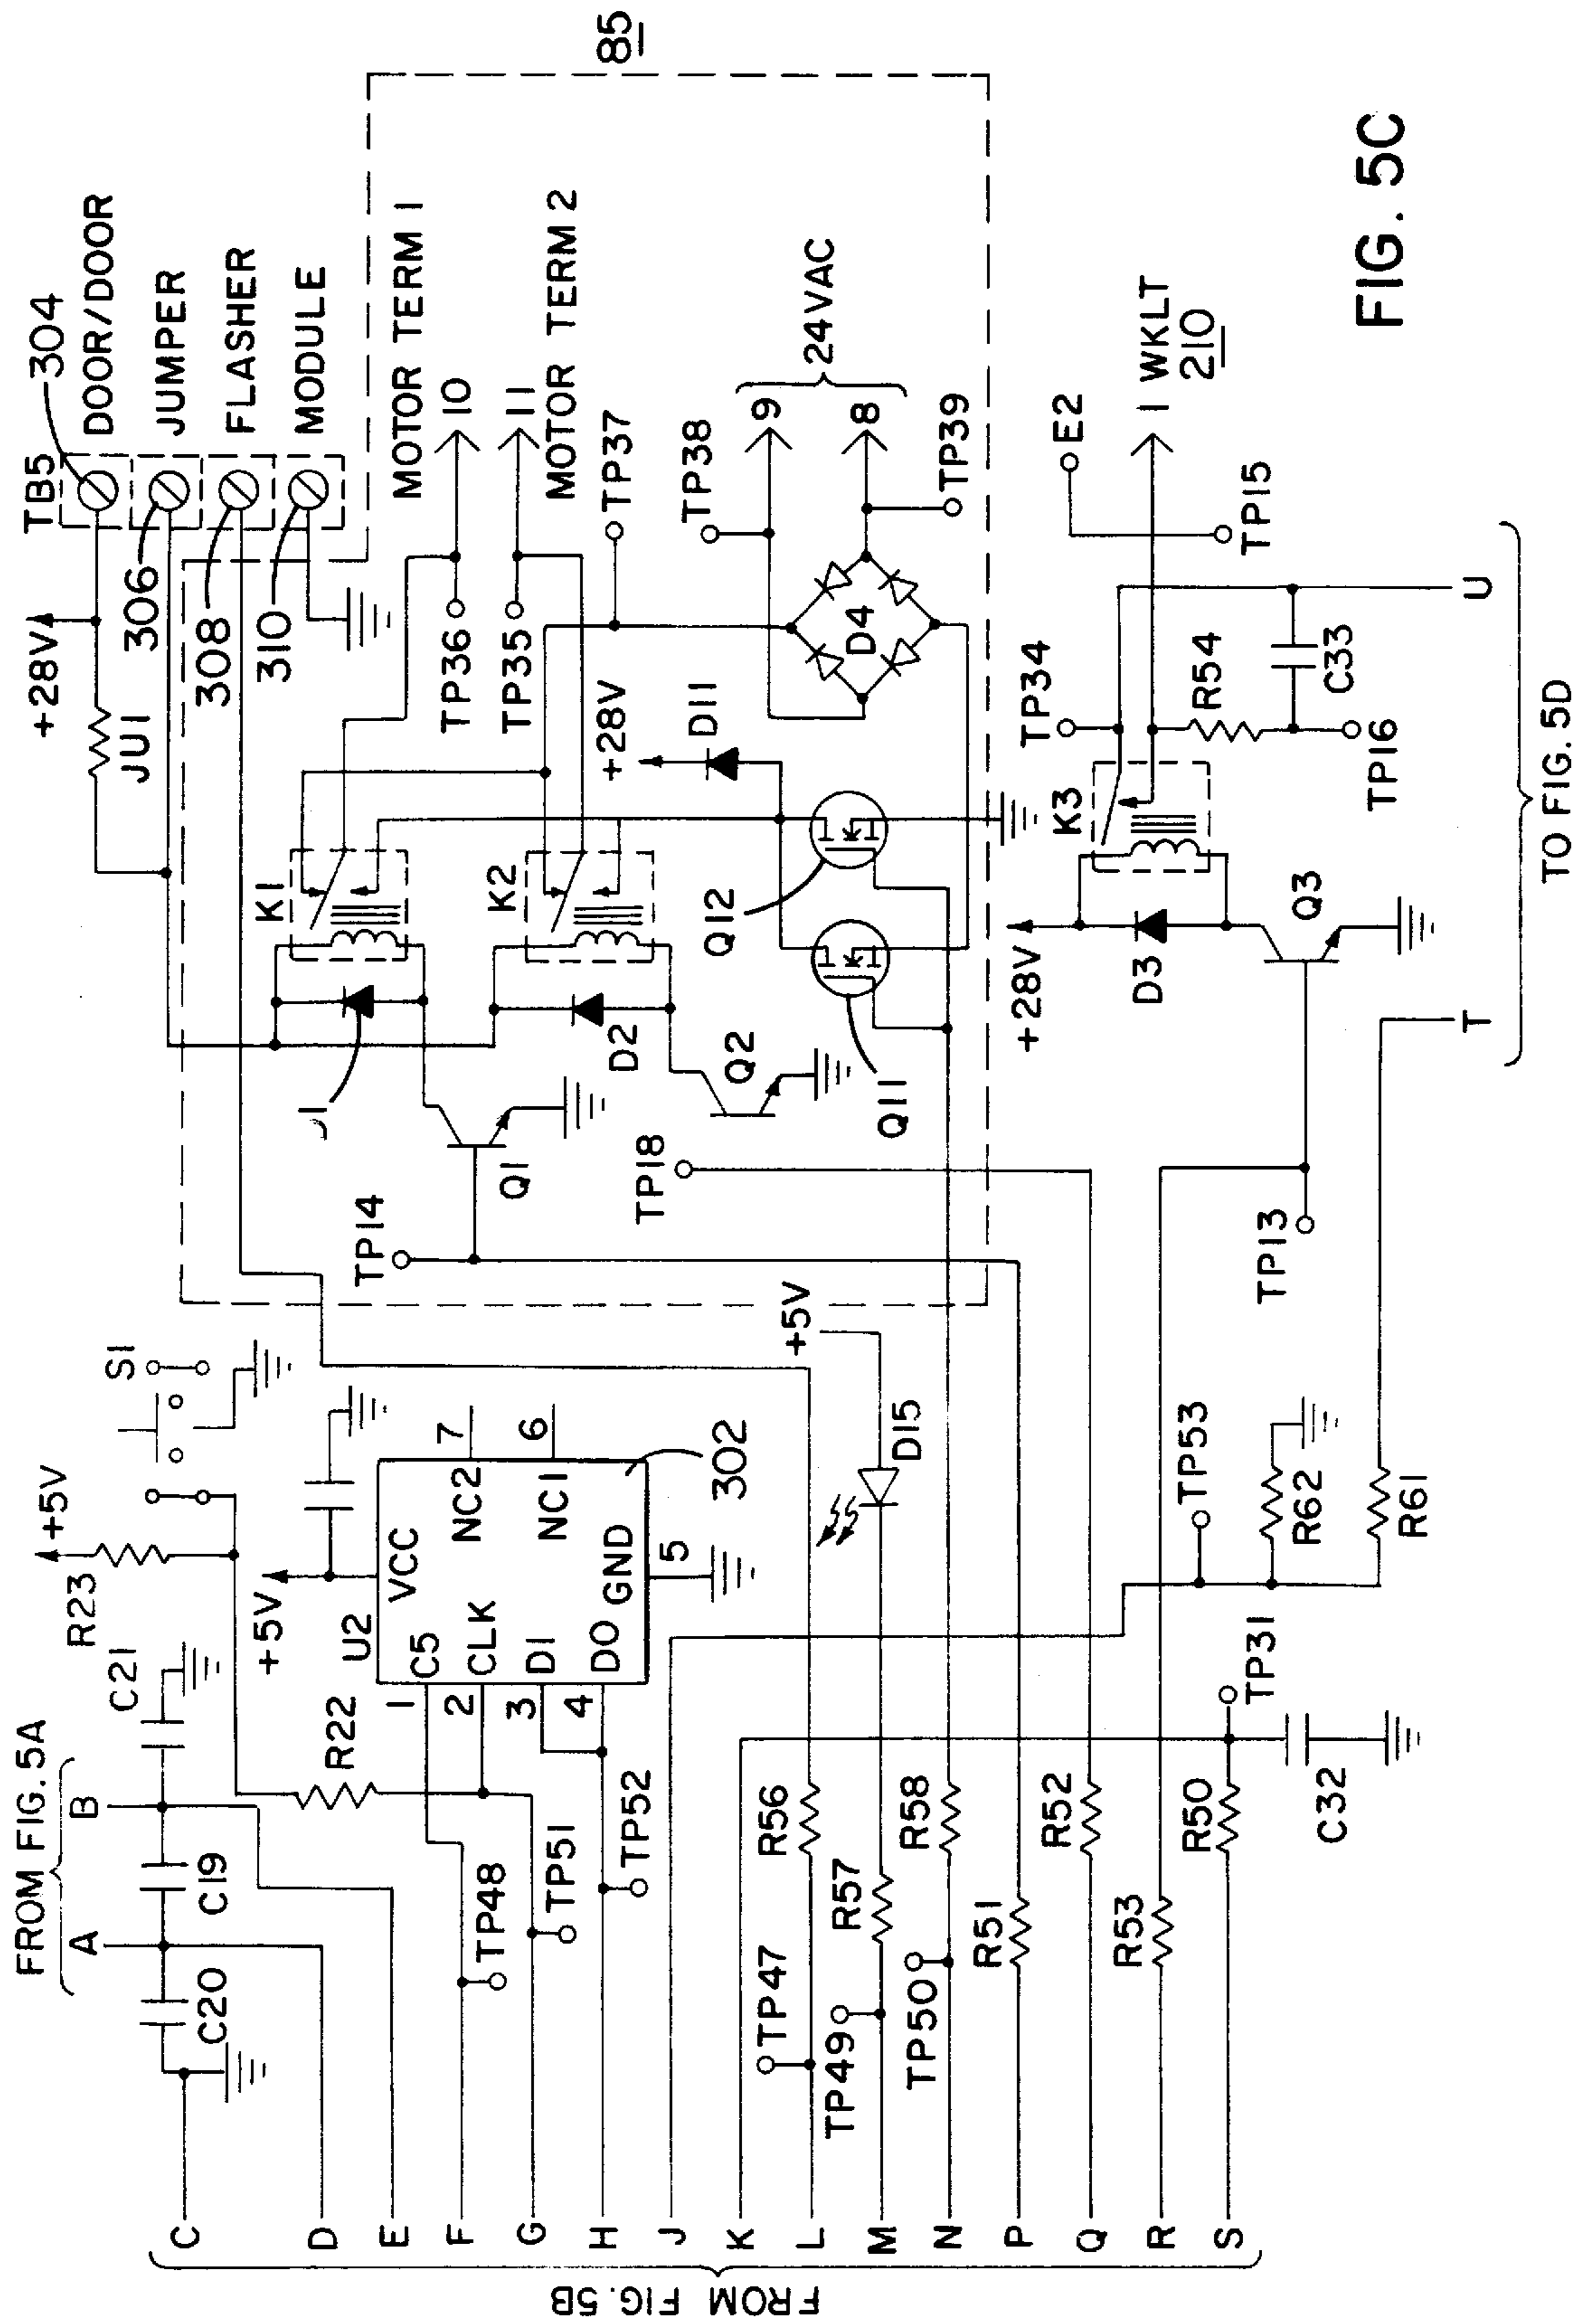 FIG. 5C
85
TB5
304
DOOR/DOOR
JUMPER
FLASHER
MODULE
+28V
306
308
310
JU1
MOTOR TERM 1
10
11
MOTOR TERM 2
TP36
TP35
TP37
TP38
24VAC
9
8
TP39
K1
K2
+28V
D11
D4
Q12
Q11
D2
Q1
Q2
TP14
TP18
E2
1 WKLT
210
TP15
TP34
K3
R54
C33
TP16
+28V
D3
Q3
TP13
U
T
TO FIG. 5D
FROM FIG. 5A
A
B
C20
C19
C21
R23
+5V
S1
R22
+5V
U2
VCC
C5
CLK
DI
DO
GND
NC2
NC1
1
2
3
4
5
6
7
302
TP48
TP51
TP52
+5V
D15
TP47
TP49
TP50
R56
R57
R58
R51
R52
R53
R50
TP53
R62
R61
TP31
C32
C
D
E
F
G
H
J
K
L
M
N
P
Q
R
S
FROM FIG. 5B